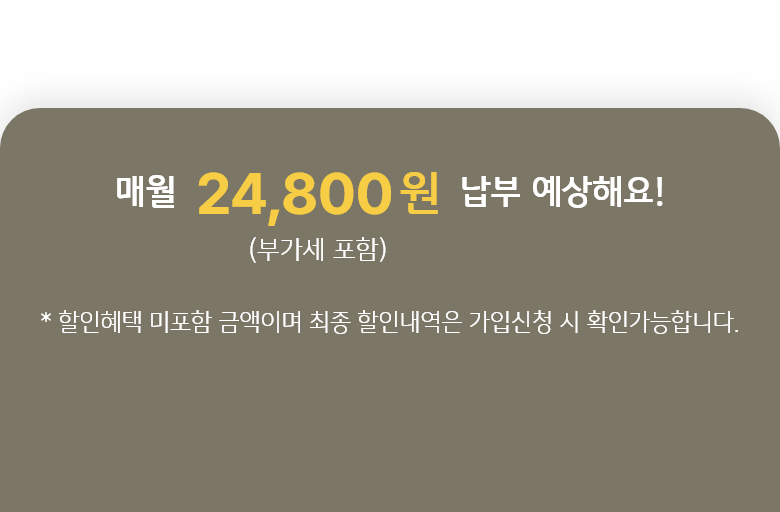 매월 24,800원 납부 예상해요!
(부가세 포함)
* 할인혜택 미포함 금액이며 최종 할인내역은 가입신청 시 확인가능합니다.